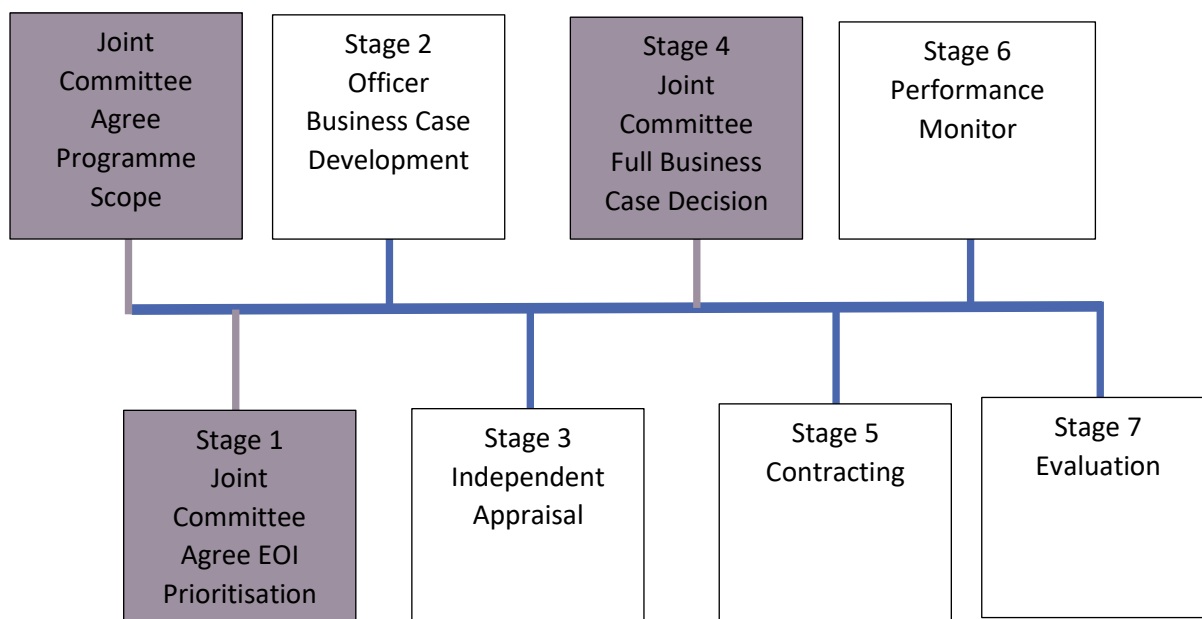 Joint
Committee
Agree
Programme
Scope
Stage 2
Officer
Business Case
Development
Stage 4
Joint
Committee
Full Business
Case Decision
Stage 6
Performance
Monitor
Stage 1
Joint
Committee
Agree EOI
Prioritisation
Stage 3
Independent
Appraisal
Stage 5
Contracting
Stage 7
Evaluation